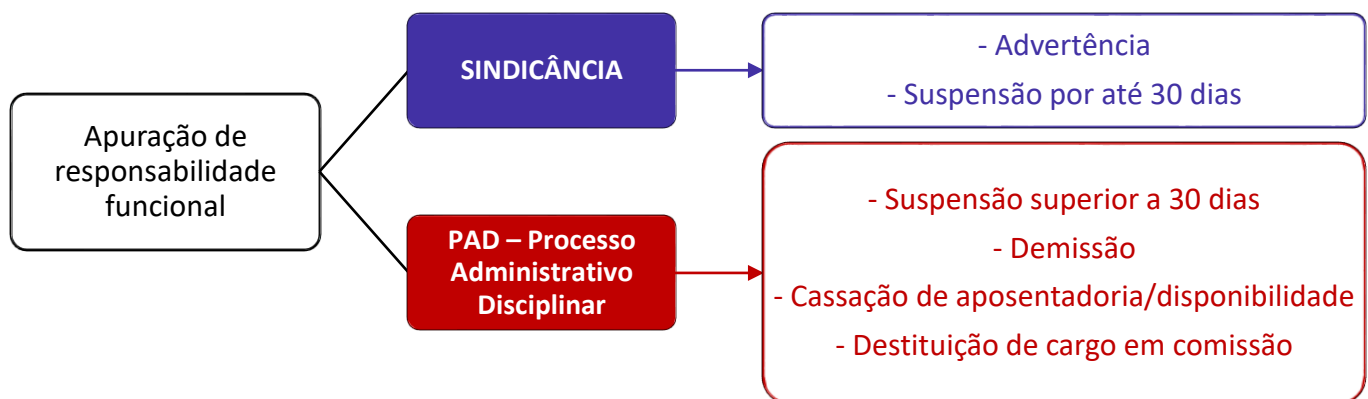 Apuração de
responsabilidade
funcional
SINDICÂNCIA
- Advertência
- Suspensão por até 30 dias
PAD – Processo
Administrativo
Disciplinar
- Suspensão superior a 30 dias
- Demissão
- Cassação de aposentadoria/disponibilidade
- Destituição de cargo em comissão